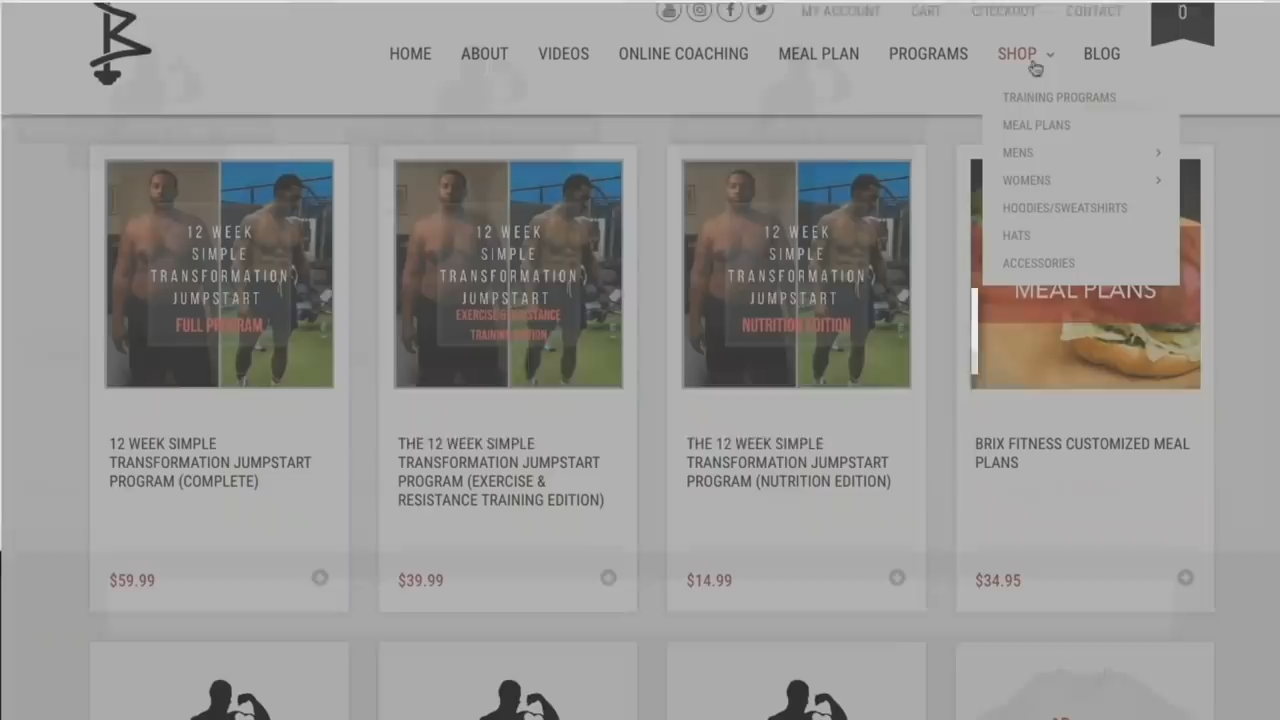 MY ACCOUNT CART CHECKOUT CONTACT 0
HOME ABOUT VIDEOS ONLINE COACHING MEAL PLAN PROGRAMS SHOP BLOG
TRAINING PROGRAMS
MEAL PLANS
MENS
WOMENS
HOODIES/SWEATSHIRTS
HATS
ACCESSORIES
12 WEEK
SIMPLE
TRANSFORMATION
JUMPSTART
FULL PROGRAM
12 WEEK
SIMPLE
TRANSFORMATION
JUMPSTART
EXERCISE & RESISTANCE
TRAINING EDITION
12 WEEK
SIMPLE
TRANSFORMATION
JUMPSTART
NUTRITION EDITION
MEAL PLANS
12 WEEK SIMPLE
TRANSFORMATION JUMPSTART
PROGRAM (COMPLETE)
$59.99
THE 12 WEEK SIMPLE
TRANSFORMATION JUMPSTART
PROGRAM (EXERCISE &
RESISTANCE TRAINING EDITION)
$39.99
THE 12 WEEK SIMPLE
TRANSFORMATION JUMPSTART
PROGRAM (NUTRITION EDITION)
$14.99
BRIX FITNESS CUSTOMIZED MEAL
PLANS
$34.95